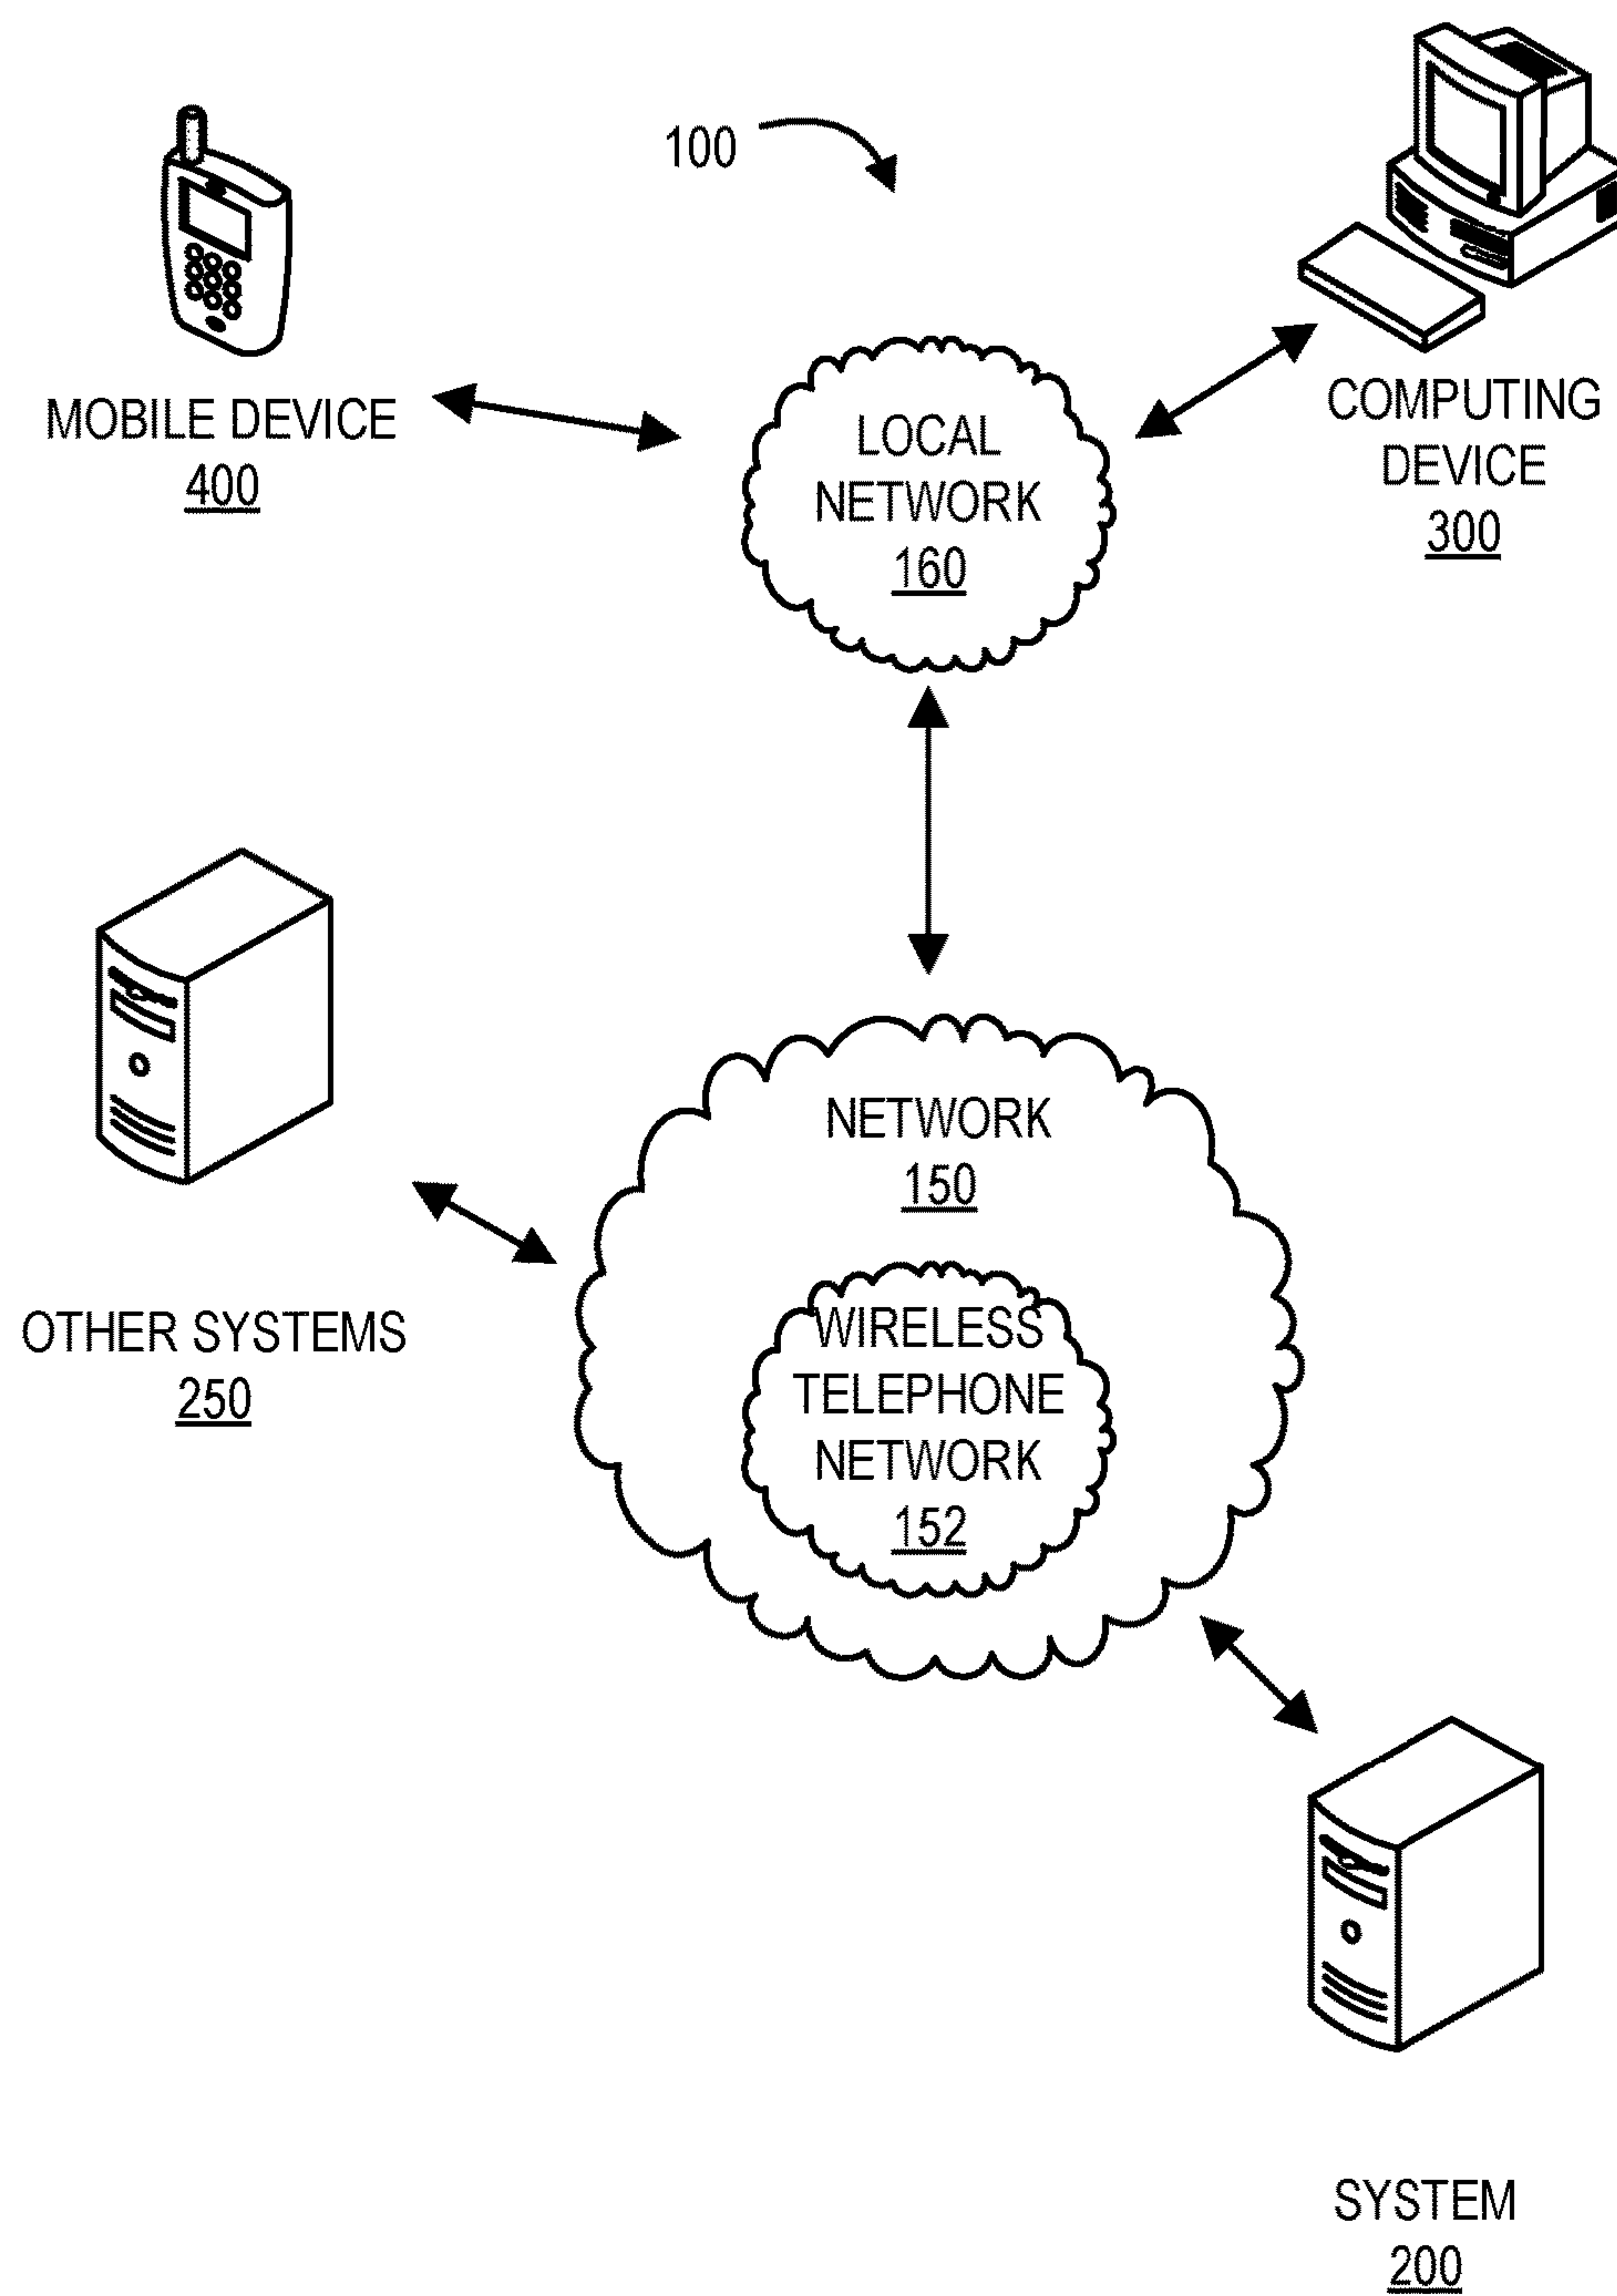 100
MOBILE DEVICE
400
COMPUTING
DEVICE
300
LOCAL
NETWORK
160
NETWORK
150
OTHER SYSTEMS
250
WIRELESS
TELEPHONE
NETWORK
152
SYSTEM
200